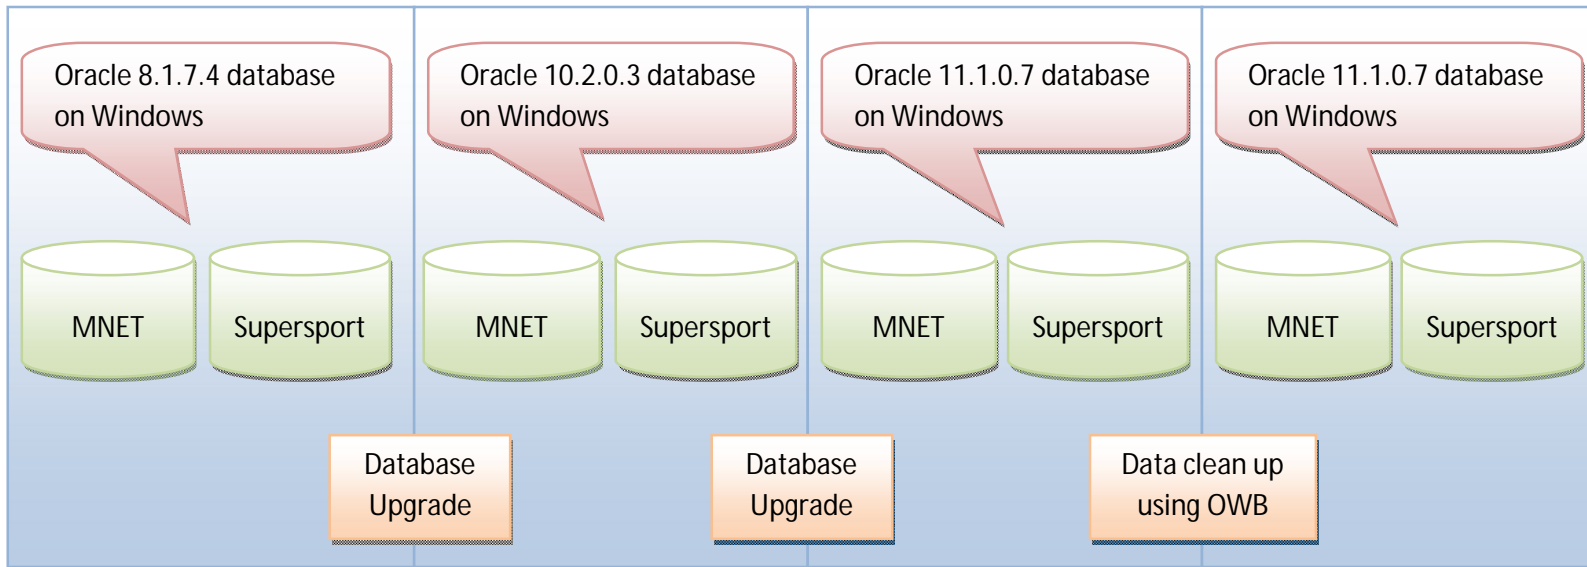 Oracle 8.1.7.4 database
on Windows
Oracle 10.2.0.3 database
on Windows
Oracle 11.1.0.7 database
on Windows
Oracle 11.1.0.7 database
on Windows
MNET
Supersport
MNET
Supersport
MNET
Supersport
MNET
Supersport
Database
Upgrade
Database
Upgrade
Data clean up
using OWB